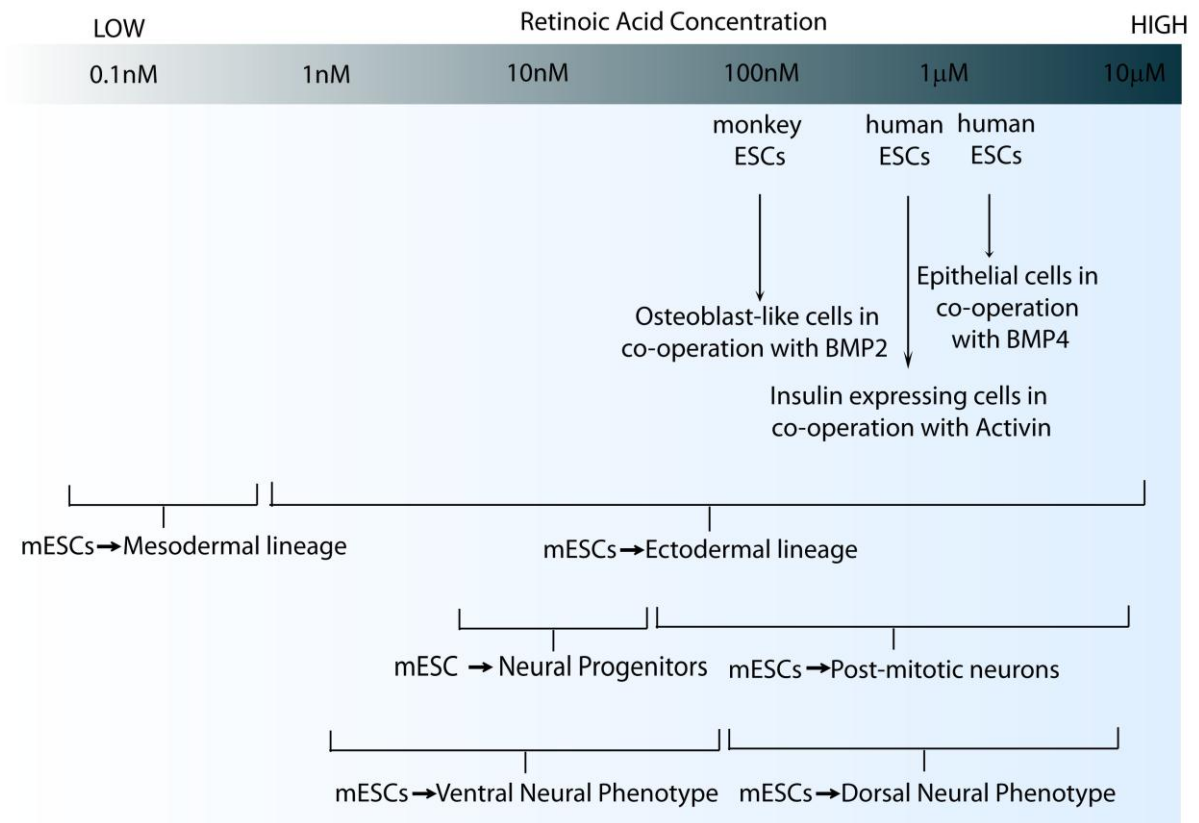 LOW
Retinoic Acid Concentration
HIGH
0.1nM
1nM
10nM
100nM
1μM
10μM
monkey
ESCs
human
ESCs
human
ESCs
Epithelial cells in
co-operation
with BMP4
Osteoblast-like cells in
co-operation with BMP2
Insulin expressing cells in
co-operation with Activin
mESCs→Mesodermal lineage
mESCs→Ectodermal lineage
mESC → Neural Progenitors
mESCs→Post-mitotic neurons
mESCs→Ventral Neural Phenotype
mESCs→Dorsal Neural Phenotype